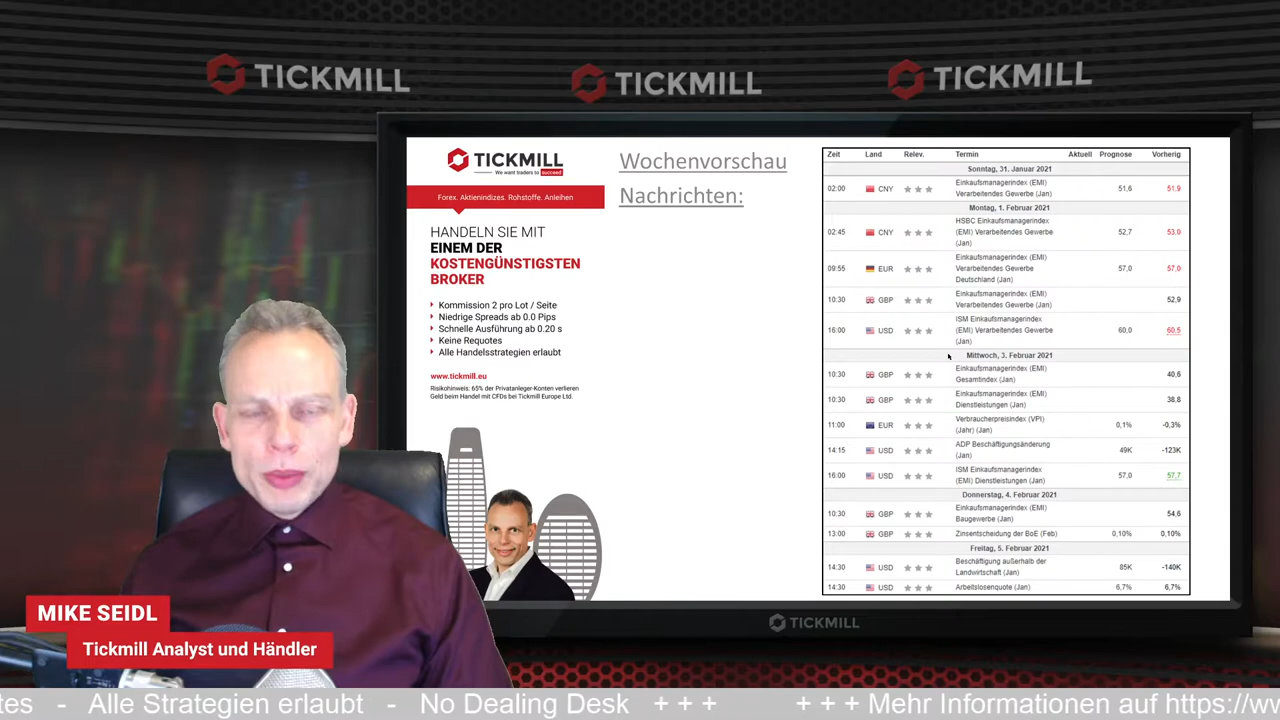 TICKMILL
TICKMILL
TICKMILL
TICKMILL
We want traders to succeed
Forex. Aktienindizes. Rohstoffe. Anleihen
HANDELN SIE MIT
EINEM DER
KOSTENGÜNSTIGSTEN
BROKER
Kommission 2 pro Lot / Seite
Niedrige Spreads ab 0.0 Pips
Schnelle Ausführung ab 0.20 s
Keine Requotes
Alle Handelsstrategien erlaubt
www.tickmill.eu
Risikohinweis: 65% der Privatanleger-Konten verlieren
Geld beim Handel mit CFDs bei Tickmill Europe Ltd.
Wochenvorschau
Nachrichten:
Zeit Land Relev. Termin Aktuell Prognose Vorherig
Sonntag, 31. Januar 2021
02:00 CNY Einkaufsmanagerindex (EMI) 51,6 51,9
Verarbeitendes Gewerbe (Jan)
Montag, 1. Februar 2021
HSBC Einkaufsmanagerindex
02:45 CNY (EMI) Verarbeitendes Gewerbe 52,7 53,0
(Jan)
Einkaufsmanagerindex (EMI)
09:55 EUR Verarbeitendes Gewerbe 57,0 57,0
Deutschland (Jan)
10:30 GBP Einkaufsmanagerindex (EMI) 52,9
Verarbeitendes Gewerbe (Jan)
ISM Einkaufsmanagerindex
16:00 USD (EMI) Verarbeitendes Gewerbe 60,0 60,5
(Jan)
Mittwoch, 3. Februar 2021
10:30 GBP Einkaufsmanagerindex (EMI) 40,6
Gesamtindex (Jan)
10:30 GBP Einkaufsmanagerindex (EMI) 38,8
Dienstleistungen (Jan)
11:00 EUR Verbraucherpreisindex (VPI) 0,1% -0,3%
(Jahr) (Jan)
14:15 USD ADP Beschäftigungsänderung 49K -123K
(Jan)
16:00 USD ISM Einkaufsmanagerindex 57,0 57,7
(EMI) Dienstleistungen (Jan)
Donnerstag, 4. Februar 2021
10:30 GBP Einkaufsmanagerindex (EMI) 54,6
Baugewerbe (Jan)
13:00 GBP Zinsentscheidung der BoE (Feb) 0,10% 0,10%
Freitag, 5. Februar 2021
14:30 USD Beschäftigung außerhalb der 85K -140K
Landwirtschaft (Jan)
14:30 USD Arbeitslosenquote (Jan) 6,7% 6,7%
TICKMILL
MIKE SEIDL
Tickmill Analyst und Händler
tes - Alle Strategien erlaubt - No Dealing Desk + + + + + + Mehr Informationen auf https://ww